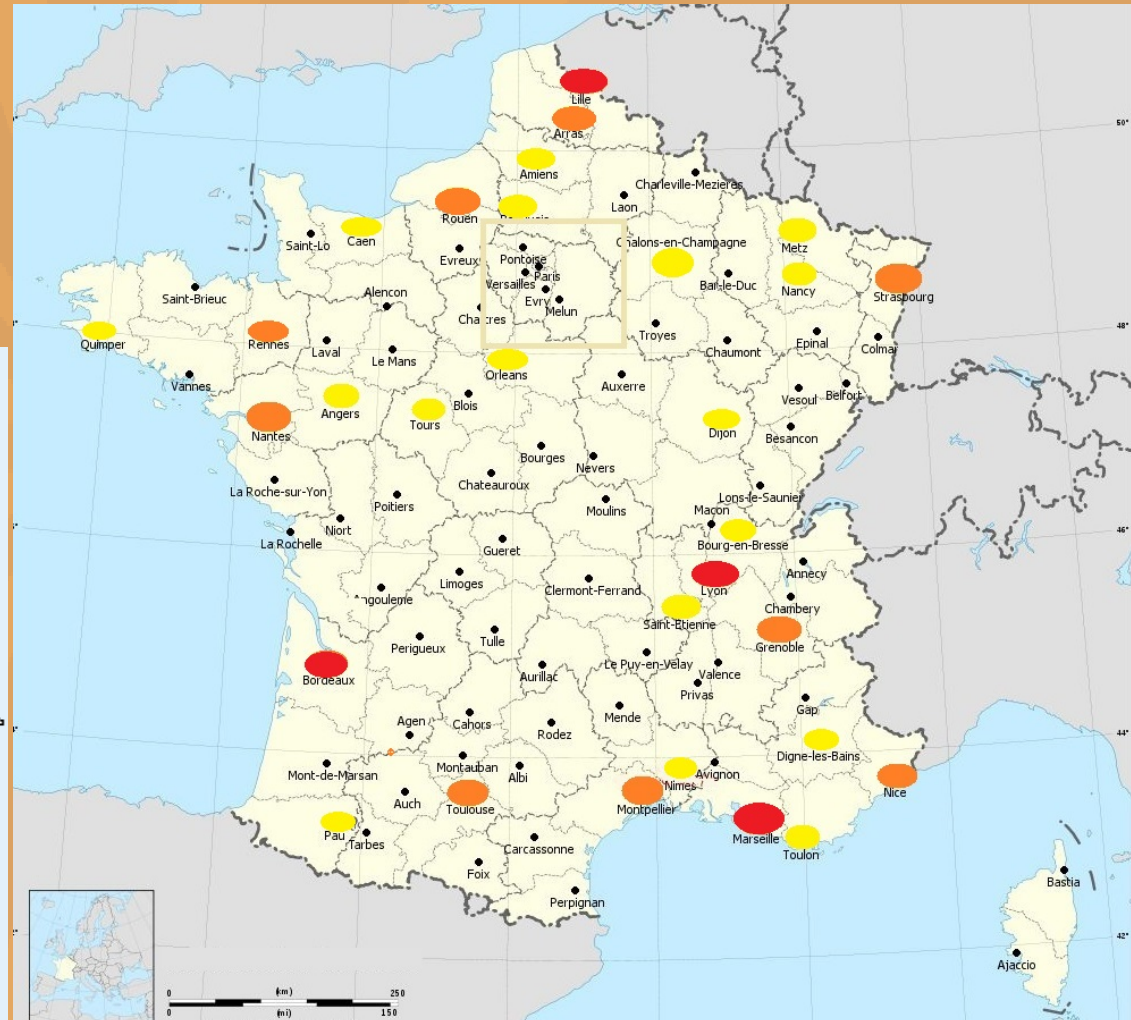 Lille
50°
Arras
Amiens
Charleville-Mezieres
Laon
Rouen
Caen
Saint-Lo
Chalons-en-Champagne
Metz
Evreux
Pontoise
Paris
Versailles
Bar-le-Duc
Nancy
Strasbourg
Evry
Melun
Saint-Brieuc
Alencon
Troyes
48°
Quimper
Rennes
Laval
Le Mans
Chaumont
Epinal
Vannes
Orleans
Auxerre
Angers
Tours
Blois
Vesoul
Belfort
Nantes
Dijon
Besancon
Bourges
Nevers
La Roche-sur-Yon
Poitiers
Chateauroux
Moulins
Lons-le-Saunier
Macon
Niort
46°
La Rochelle
Gueret
Bourg-en-Bresse
Annecy
Limoges
Clermont-Ferrand
Lyon
Chambery
Saint-Etienne
Perigueux
Tulle
Grenoble
Le Puy-en-Velay
Bordeaux
Aurillac
Valence
Privas
Gap
Agen
Cahors
Rodez
Mende
44°
Mont-de-Marsan
Montauban
Albi
Nimes
Avignon
Digne-les-Bains
Auch
Toulouse
Montpellier
Nice
Pau
Tarbes
Carcassonne
Marseille
Toulon
Foix
Perpignan
Bastia
42°
Ajaccio
0 (km) 250
0 (mi) 150